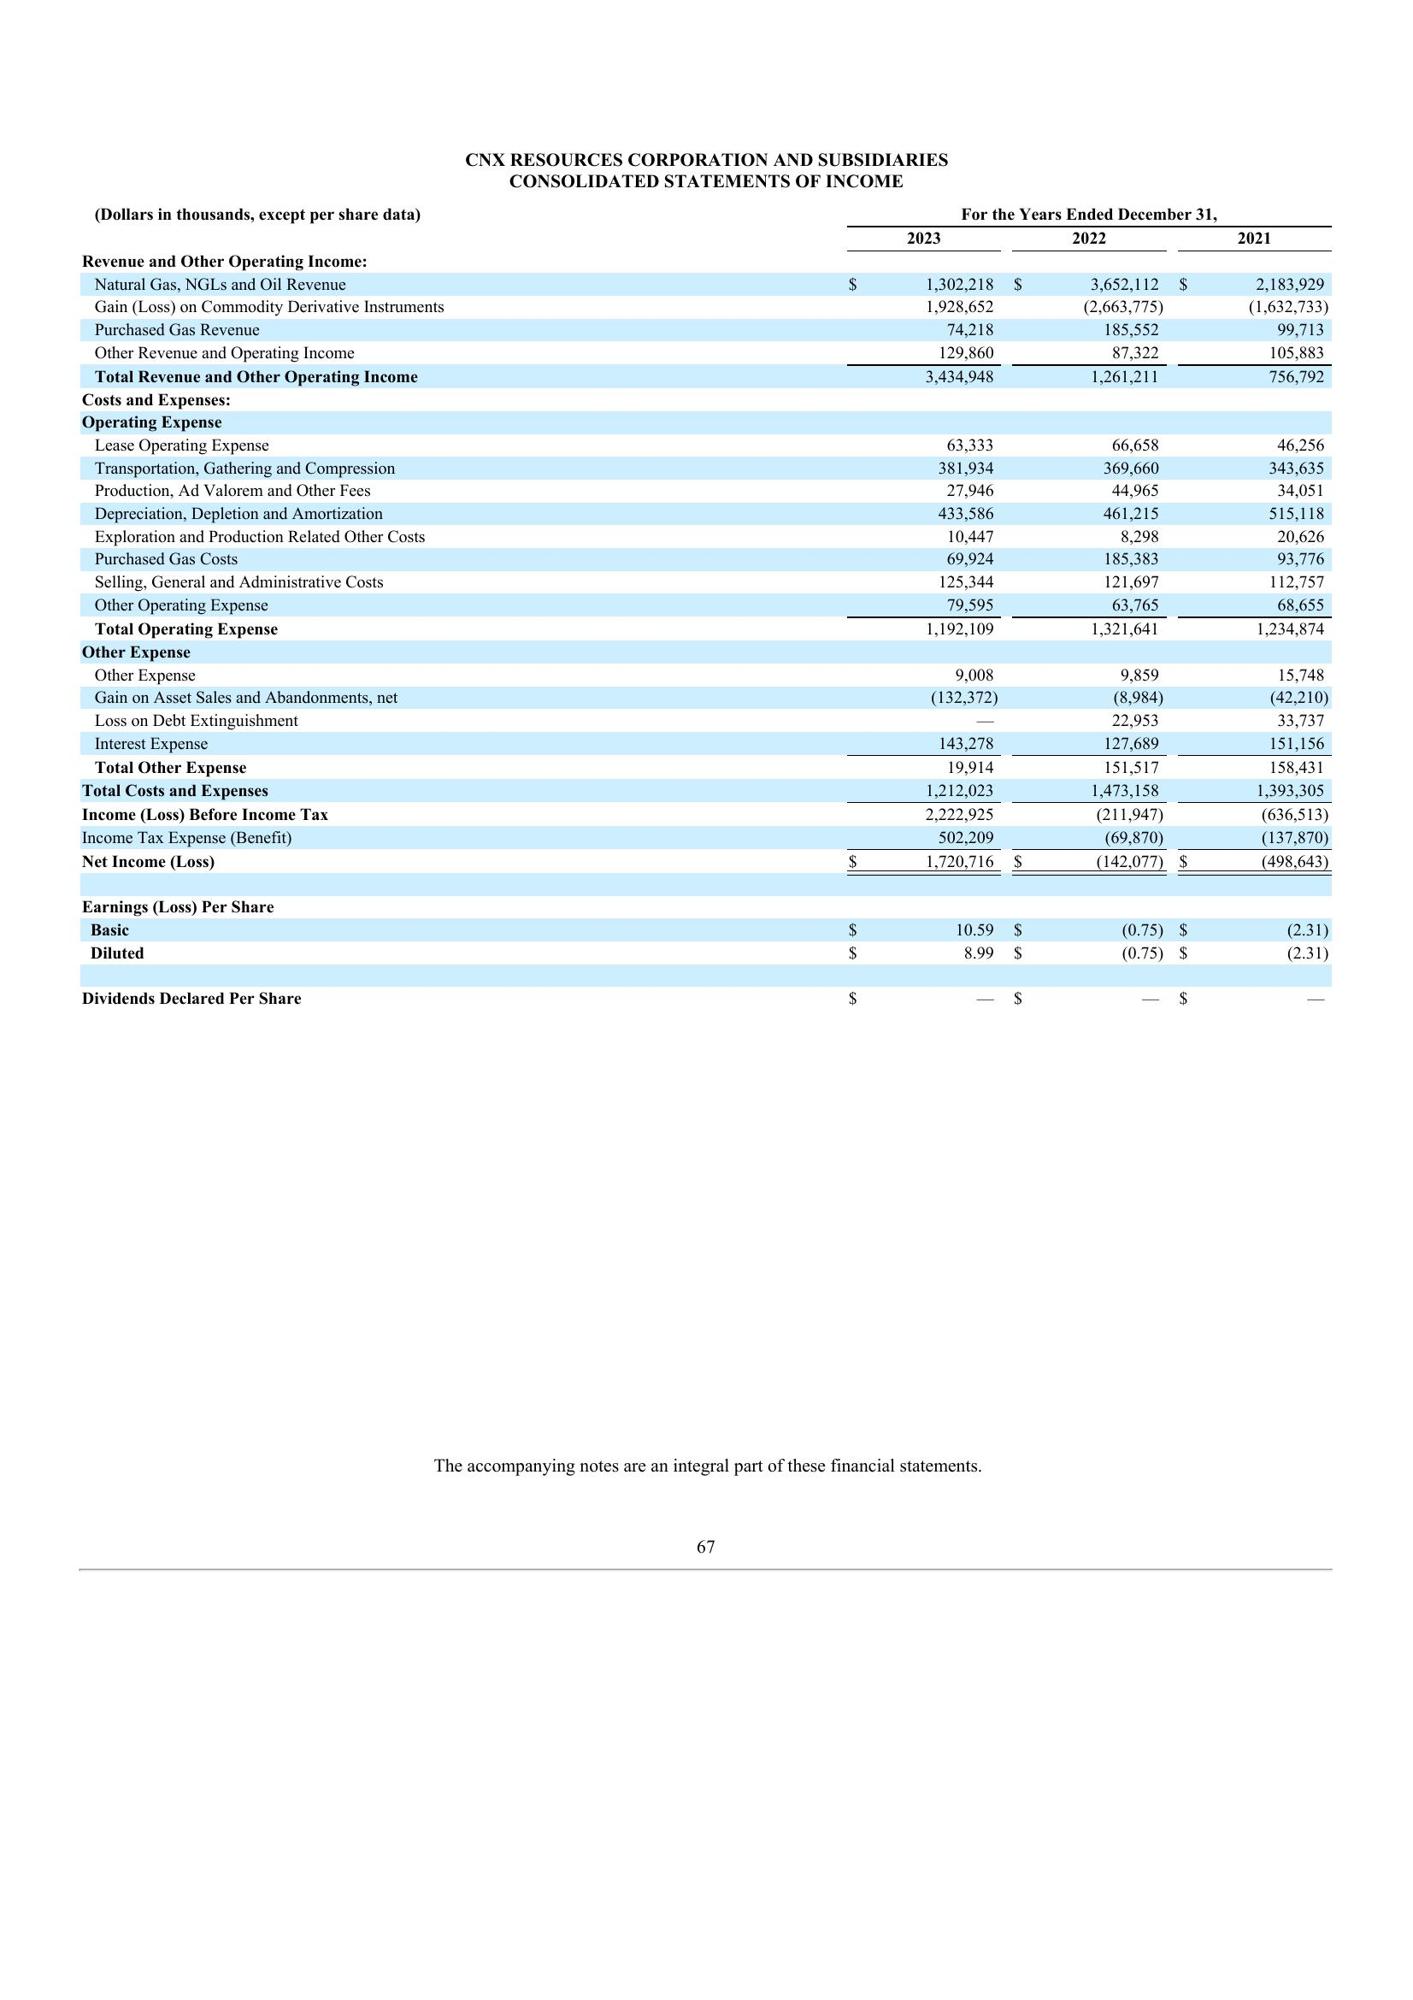 CNX RESOURCES CORPORATION AND SUBSIDIARIES
CONSOLIDATED STATEMENTS OF INCOME
(Dollars in thousands, except per share data) For the Years Ended December 31,
2023 2022 2021
Revenue and Other Operating Income:
Natural Gas, NGLs and Oil Revenue $ 1,302,218 $ 3,652,112 $ 2,183,929
Gain (Loss) on Commodity Derivative Instruments 1,928,652 (2,663,775) (1,632,733)
Purchased Gas Revenue 74,218 185,552 99,713
Other Revenue and Operating Income 129,860 87,322 105,883
Total Revenue and Other Operating Income 3,434,948 1,261,211 756,792
Costs and Expenses:
Operating Expense
Lease Operating Expense 63,333 66,658 46,256
Transportation, Gathering and Compression 381,934 369,660 343,635
Production, Ad Valorem and Other Fees 27,946 44,965 34,051
Depreciation, Depletion and Amortization 433,586 461,215 515,118
Exploration and Production Related Other Costs 10,447 8,298 20,626
Purchased Gas Costs 69,924 185,383 93,776
Selling, General and Administrative Costs 125,344 121,697 112,757
Other Operating Expense 79,595 63,765 68,655
Total Operating Expense 1,192,109 1,321,641 1,234,874
Other Expense
Other Expense 9,008 9,859 15,748
Gain on Asset Sales and Abandonments, net (132,372) (8,984) (42,210)
Loss on Debt Extinguishment — 22,953 33,737
Interest Expense 143,278 127,689 151,156
Total Other Expense 19,914 151,517 158,431
Total Costs and Expenses 1,212,023 1,473,158 1,393,305
Income (Loss) Before Income Tax 2,222,925 (211,947) (636,513)
Income Tax Expense (Benefit) 502,209 (69,870) (137,870)
Net Income (Loss) $ 1,720,716 $ (142,077) $ (498,643)
Earnings (Loss) Per Share
Basic $ 10.59 $ (0.75) $ (2.31)
Diluted $ 8.99 $ (0.75) $ (2.31)
Dividends Declared Per Share $ — $ — $ —
The accompanying notes are an integral part of these financial statements.
67